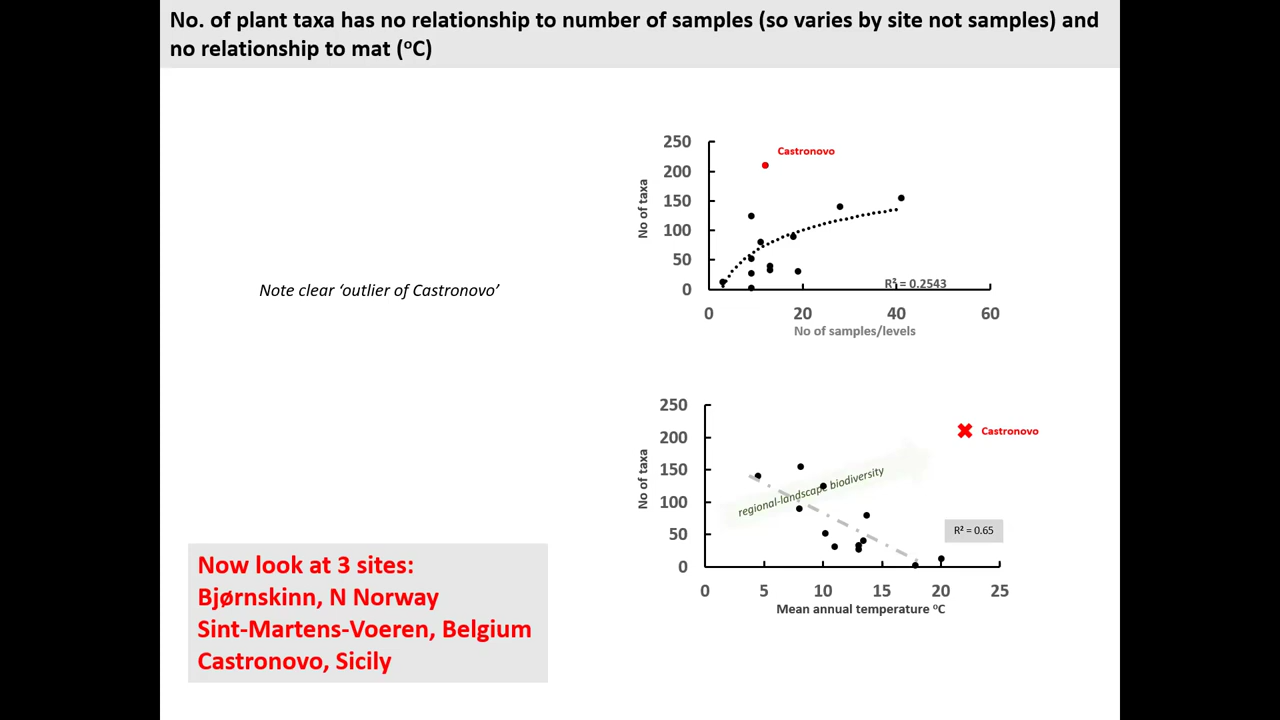 No. of plant taxa has no relationship to number of samples (so varies by site not samples) and
no relationship to mat (ºC)
250
200
150
100
50
0
No of taxa
Castronovo
R² = 0.2543
0 20 40 60
No of samples/levels
Note clear ‘outlier of Castronovo’
250
200
150
100
50
0
No of taxa
Castronovo
regional-landscape biodiversity
R² = 0.65
0 5 10 15 20 25
Mean annual temperature ºC
Now look at 3 sites:
Bjørnskinn, N Norway
Sint-Martens-Voeren, Belgium
Castronovo, Sicily